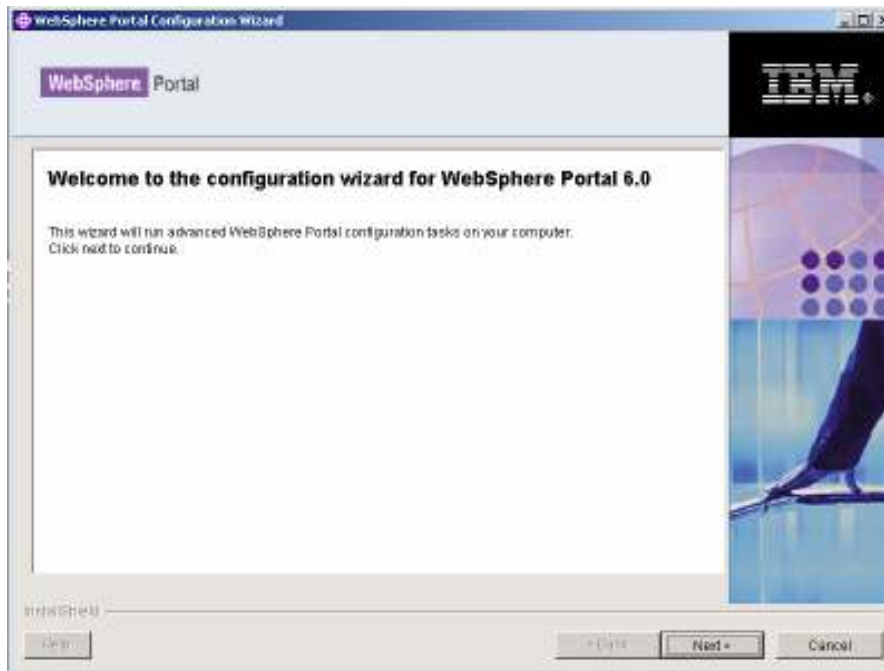 WebSphere Portal Configuration Wizard
WebSphere Portal
IBM
Welcome to the configuration wizard for WebSphere Portal 6.0
This wizard will run advanced WebSphere Portal configuration tasks on your computer.
Click next to continue.
InstallShield
Help
< Back
Next >
Cancel